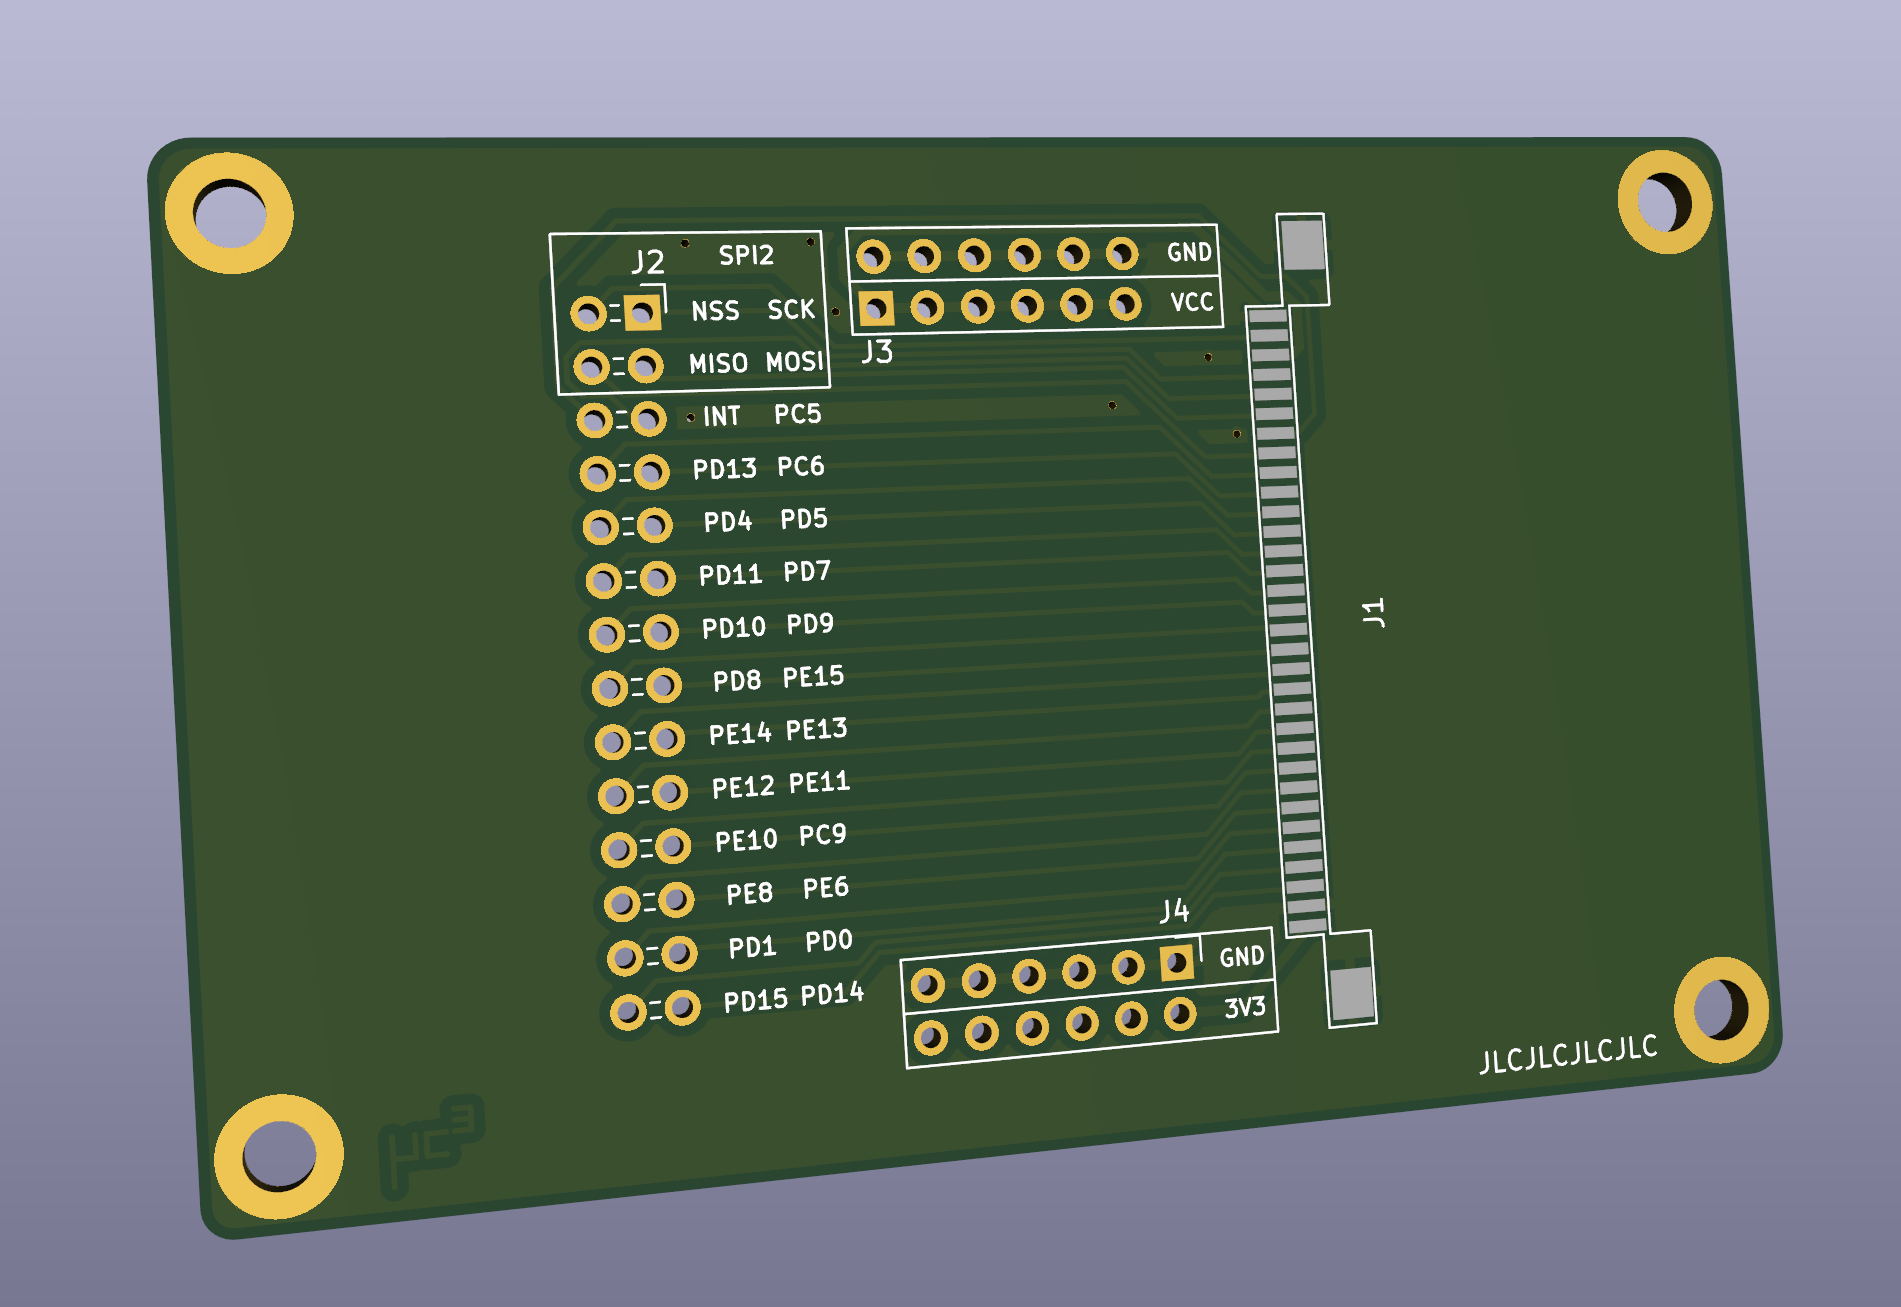 J2 SPI2
NSS SCK
MISO MOSI
INT PC5
PD13 PC6
PD4 PD5
PD11 PD7
PD10 PD9
PD8 PE15
PE14 PE13
PE12 PE11
PE10 PC9
PE8 PE6
PD1 PD0
PD15 PD14
GND
VCC
J3
J1
J4
GND
3V3
JLCJLCJLCJLC